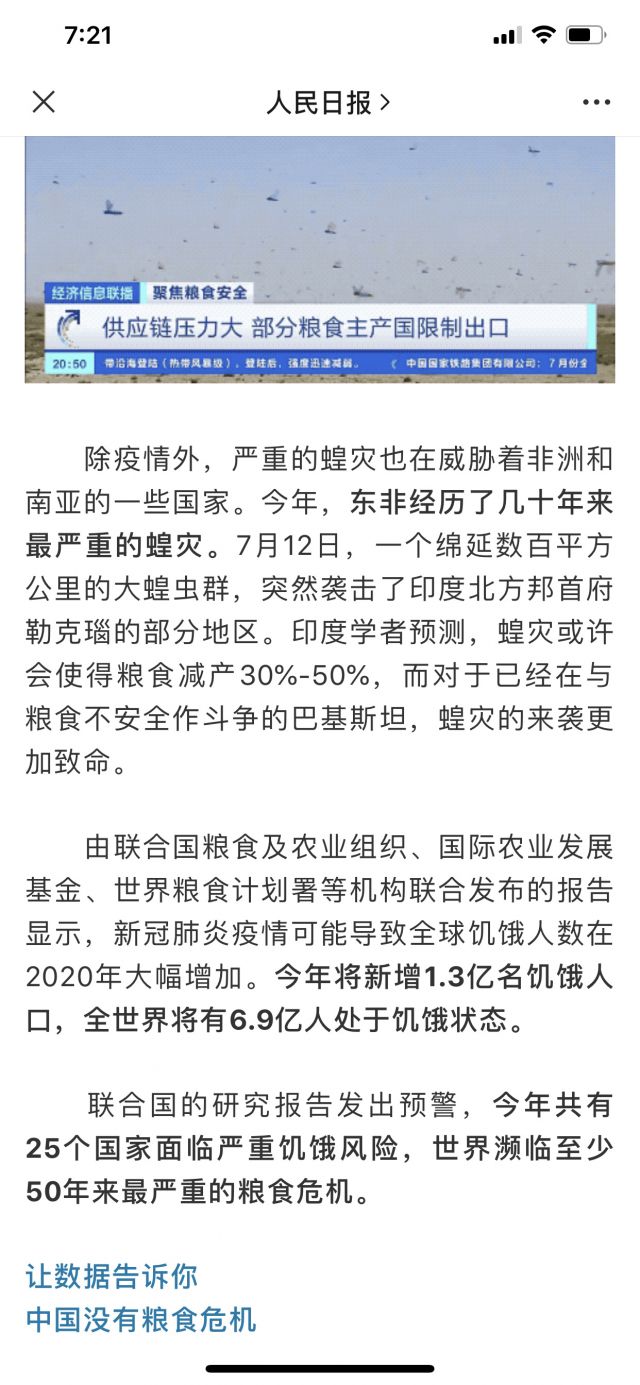 7:21
人民日报
经济信息联播 聚焦粮食安全
供应链压力大 部分粮食主产国限制出口
20:50 带沿海登陆（热带风暴级），登陆后，强度迅速减弱。 《 中国国家铁路集团有限公司：7月份全
除疫情外，严重的蝗灾也在威胁着非洲和
南亚的一些国家。今年，东非经历了几十年来
最严重的蝗灾。7月12日，一个绵延数百平方
公里的大蝗虫群，突然袭击了印度北方邦首府
勒克瑙的部分地区。印度学者预测，蝗灾或许
会使得粮食减产30%-50%，而对于已经在与
粮食不安全作斗争的巴基斯坦，蝗灾的来袭更
加致命。
由联合国粮食及农业组织、国际农业发展
基金、世界粮食计划署等机构联合发布的报告
显示，新冠肺炎疫情可能导致全球饥饿人数在
2020年大幅增加。今年将新增1.3亿名饥饿人
口，全世界将有6.9亿人处于饥饿状态。
联合国的研究报告发出预警，今年共有
25个国家面临严重饥饿风险，世界濒临至少
50年来最严重的粮食危机。
让数据告诉你
中国没有粮食危机